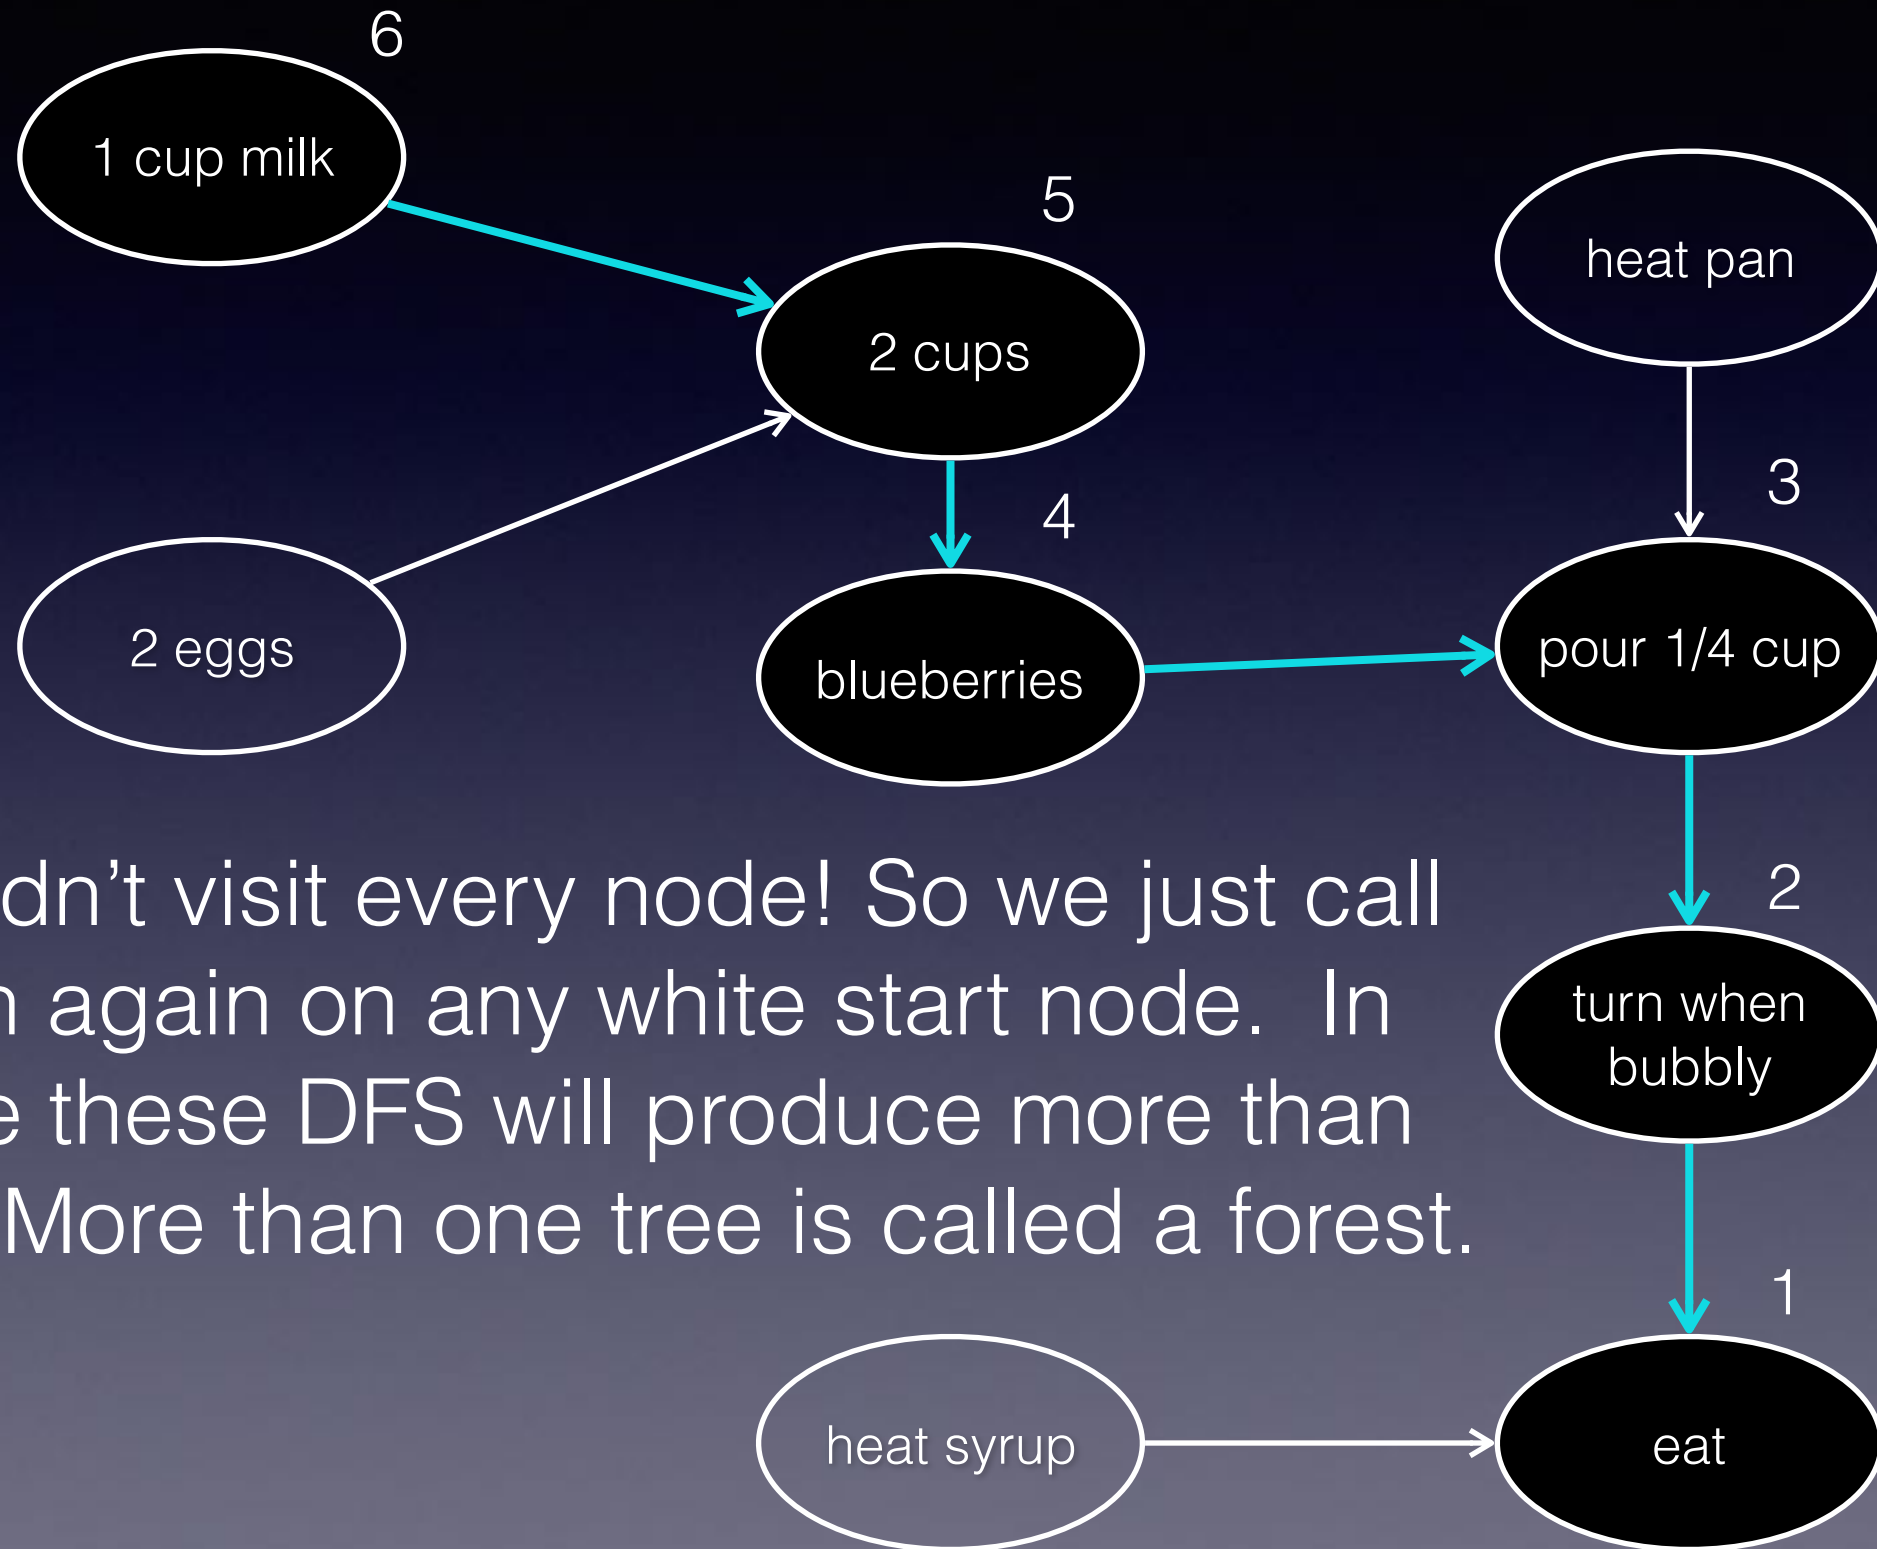 6
1 cup milk
5
heat pan
2 cups
3
4
2 eggs
blueberries
pour 1/4 cup
dn’t visit every node! So we just call
2
again on any white start node. In
turn when
bubbly
these DFS will produce more than
More than one tree is called a forest.
1
heat syrup
eat